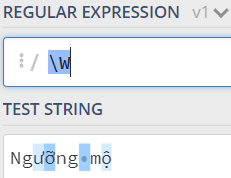 REGULAR EXPRESSION v1
/ \W
TEST STRING
Ngưỡng mộ